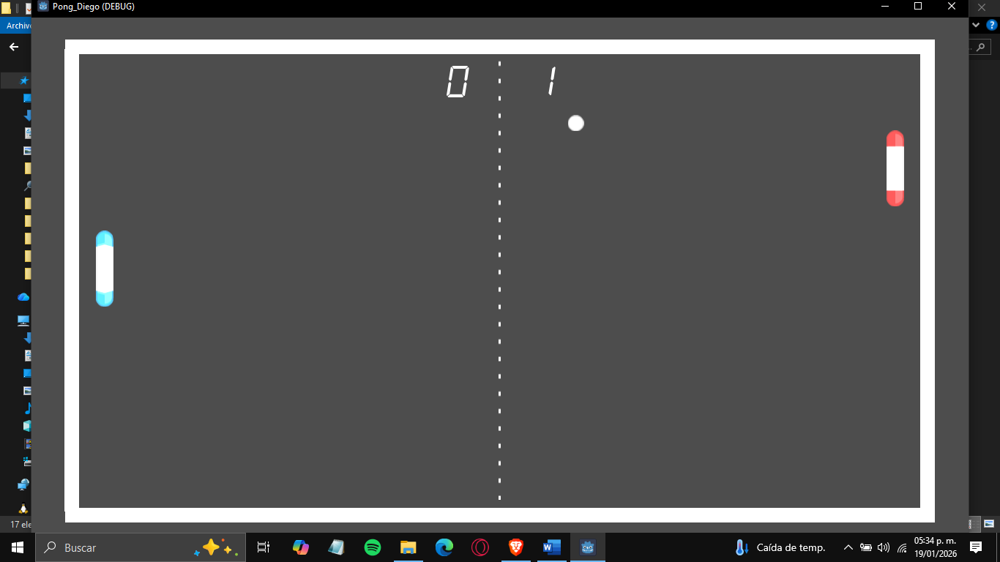 Pong_Diego (DEBUG)
Archivo
0 1
17 ele
Buscar
Caída de temp.
05:34 p. m.
19/01/2026